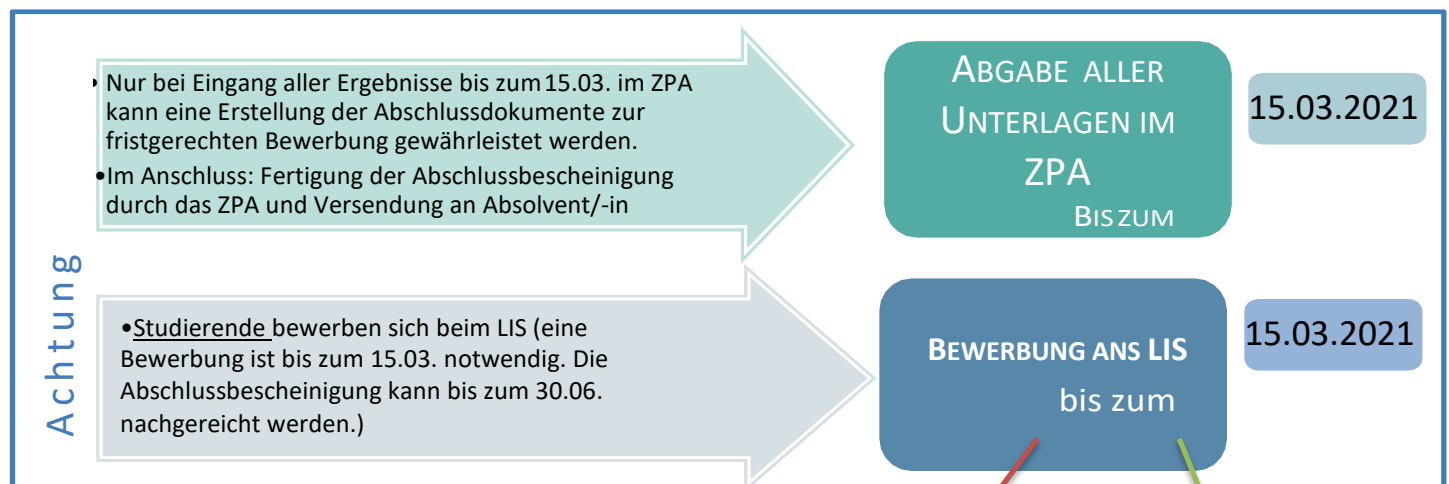 • Nur bei Eingang aller Ergebnisse bis zum 15.03. im ZPA
kann eine Erstellung der Abschlussdokumente zur
fristgerechten Bewerbung gewährleistet werden.
•Im Anschluss: Fertigung der Abschlussbescheinigung
durch das ZPA und Versendung an Absolvent/-in
ABGABE ALLER
UNTERLAGEN IM
ZPA
BIS ZUM
15.03.2021
Achtung
•Studierende bewerben sich beim LIS (eine
Bewerbung ist bis zum 15.03. notwendig. Die
Abschlussbescheinigung kann bis zum 30.06.
nachgereicht werden.)
BEWERBUNG ANS LIS
bis zum
15.03.2021